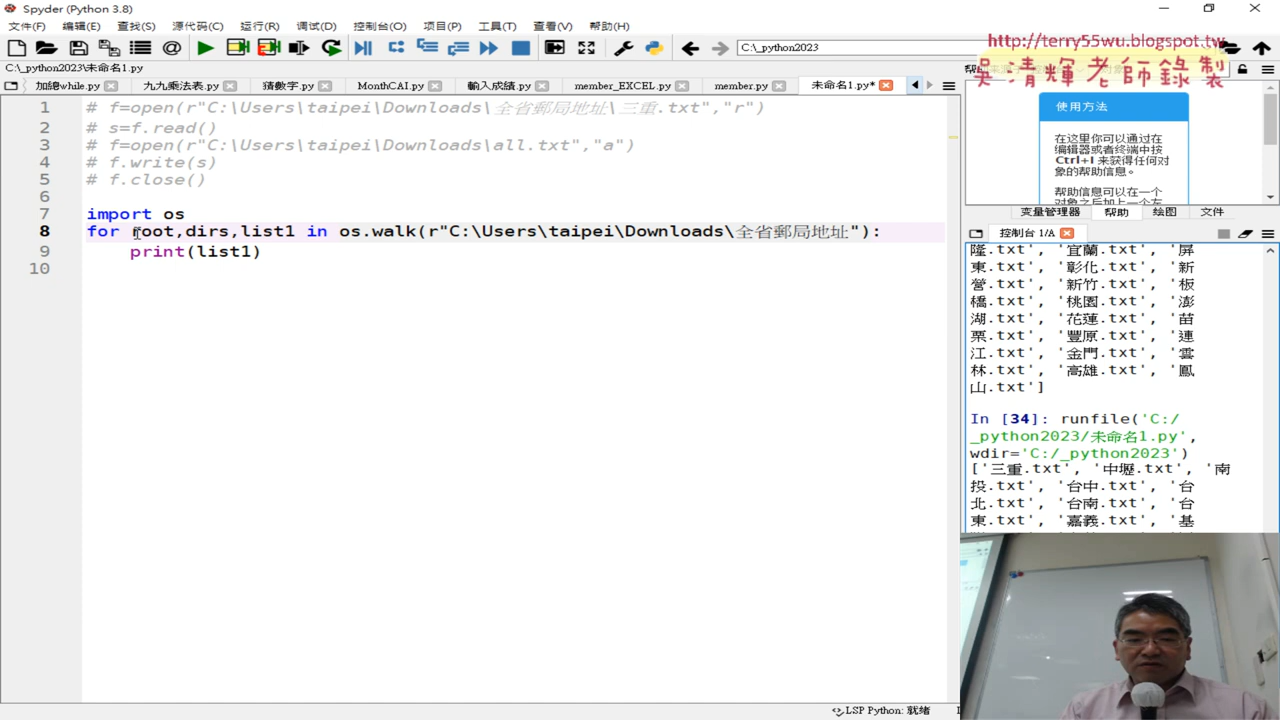 Spyder (Python 3.8)
文件(F) 编辑(E) 查找(S) 源代码(C) 运行(R) 调试(D) 控制台(O) 项目(P) 工具(T) 查看(V) 帮助(H)
C:\_python2023
http://terry55wu.blogspot.tw
吳清輝老師錄製
C:\_python2023\未命名1.py
加總while.py 九九乘法表.py 猜數字.py MonthCAI.py 輸入成績.py member_EXCEL.py member.py 未命名1.py*
1 # f=open(r"C:\Users\taipei\Downloads\全省郵局地址\三重.txt","r")
2 # s=f.read()
3 # f=open(r"C:\Users\taipei\Downloads\all.txt","a")
4 # f.write(s)
5 # f.close()
6
7 import os
8 for root,dirs,list1 in os.walk(r"C:\Users\taipei\Downloads\全省郵局地址"):
9 print(list1)
10
使用方法
在这里你可以通过在
编辑器或者终端中按
Ctrl+I 来获得任何对
象的帮助信息。
帮助信息可以在一个
对象之后加上一个左
变量管理器 帮助 绘图 文件
控制台 1/A
隆.txt', '宜蘭.txt', '屏
東.txt', '彰化.txt', '新
營.txt', '新竹.txt', '板
橋.txt', '桃園.txt', '澎
湖.txt', '花蓮.txt', '苗
栗.txt', '豐原.txt', '連
江.txt', '金門.txt', '雲
林.txt', '高雄.txt', '鳳
山.txt']
In [34]: runfile('C:/
_python2023/未命名1.py',
wdir='C:/_python2023')
['三重.txt', '中壢.txt', '南
投.txt', '台中.txt', '台
北.txt', '台南.txt', '台
東.txt', '嘉義.txt', '基
LSP Python: 就绪